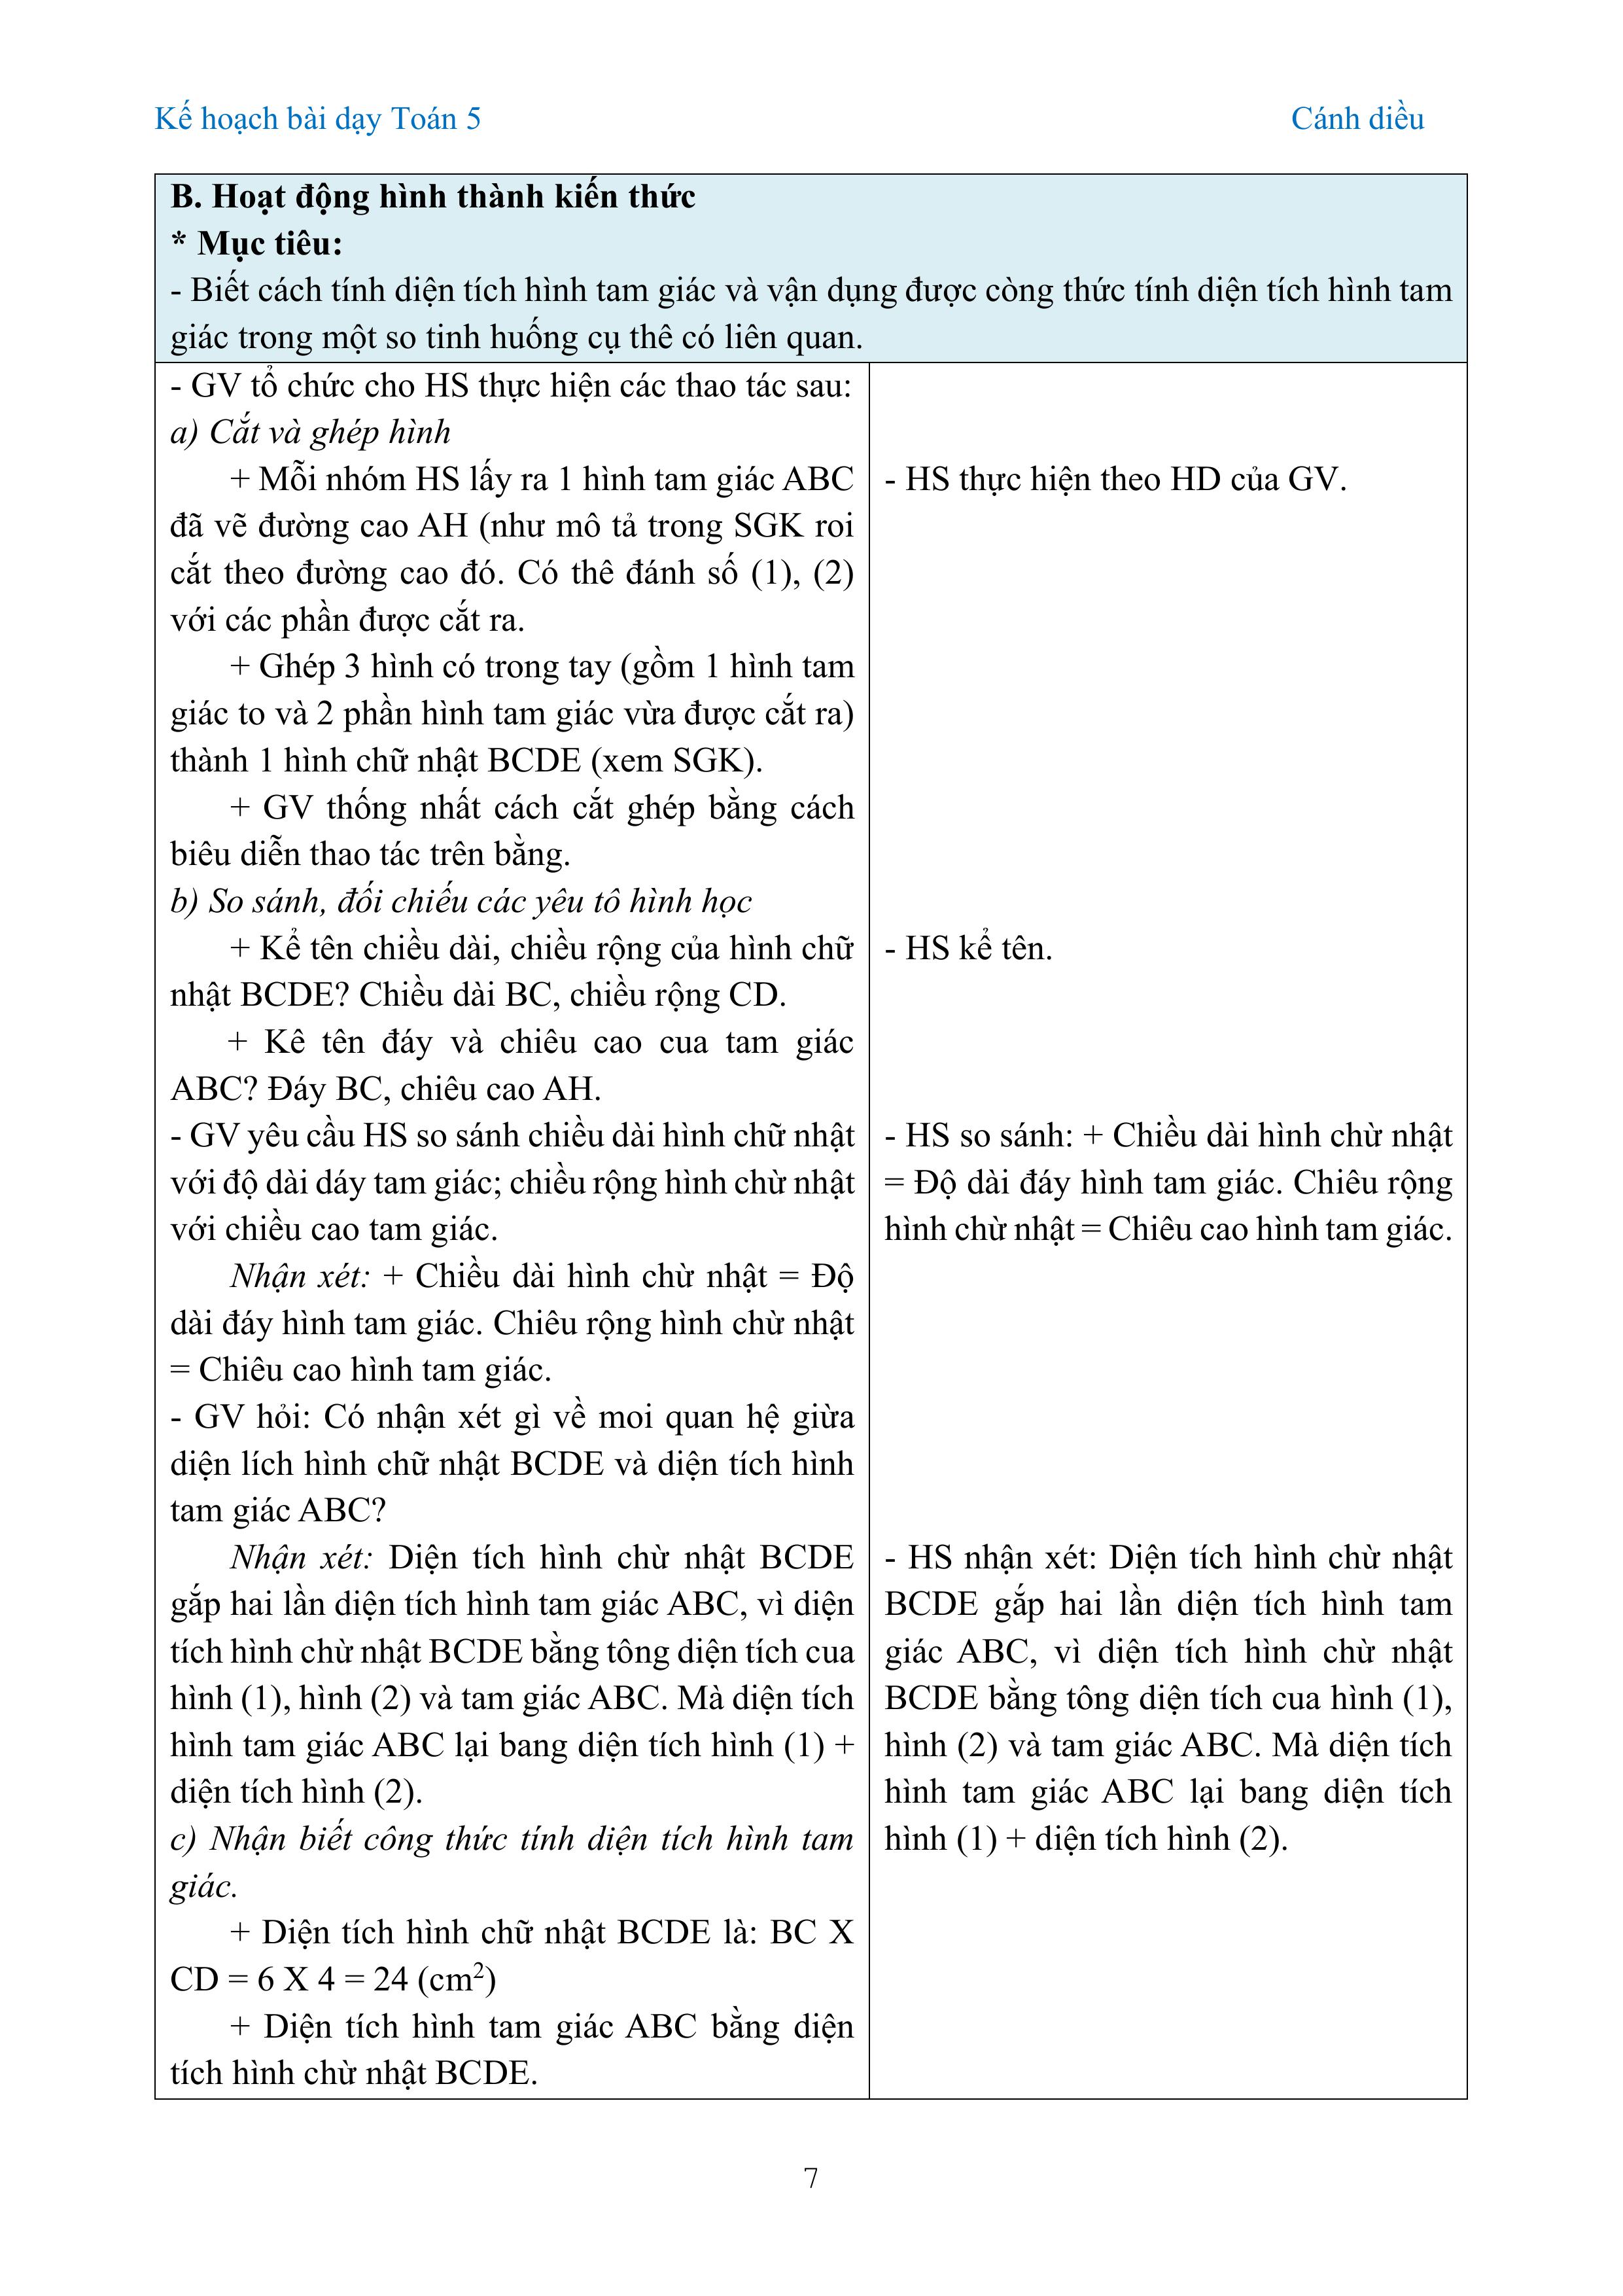 Kế hoạch bài dạy Toán 5 Cánh diều
B. Hoạt động hình thành kiến thức
* Mục tiêu:
- Biết cách tính diện tích hình tam giác và vận dụng được còng thức tính diện tích hình tam
giác trong một so tinh huống cụ thê có liên quan.
- GV tổ chức cho HS thực hiện các thao tác sau:
a) Cắt và ghép hình
+ Mỗi nhóm HS lấy ra 1 hình tam giác ABC
đã vẽ đường cao AH (như mô tả trong SGK roi
cắt theo đường cao đó. Có thê đánh số (1), (2)
với các phần được cắt ra.
+ Ghép 3 hình có trong tay (gồm 1 hình tam
giác to và 2 phần hình tam giác vừa được cắt ra)
thành 1 hình chữ nhật BCDE (xem SGK).
+ GV thống nhất cách cắt ghép bằng cách
biêu diễn thao tác trên bằng.
b) So sánh, đối chiếu các yêu tô hình học
+ Kể tên chiều dài, chiều rộng của hình chữ
nhật BCDE? Chiều dài BC, chiều rộng CD.
+ Kê tên đáy và chiêu cao cua tam giác
ABC? Đáy BC, chiêu cao AH.
- GV yêu cầu HS so sánh chiều dài hình chữ nhật
với độ dài dáy tam giác; chiều rộng hình chừ nhật
với chiều cao tam giác.
Nhận xét: + Chiều dài hình chừ nhật = Độ
dài đáy hình tam giác. Chiêu rộng hình chừ nhật
= Chiêu cao hình tam giác.
- GV hỏi: Có nhận xét gì về moi quan hệ giừa
diện lích hình chữ nhật BCDE và diện tích hình
tam giác ABC?
Nhận xét: Diện tích hình chừ nhật BCDE
gắp hai lần diện tích hình tam giác ABC, vì diện
tích hình chừ nhật BCDE bằng tông diện tích cua
hình (1), hình (2) và tam giác ABC. Mà diện tích
hình tam giác ABC lại bang diện tích hình (1) +
diện tích hình (2).
c) Nhận biết công thức tính diện tích hình tam
giác.
+ Diện tích hình chữ nhật BCDE là: BC X
CD = 6 X 4 = 24 (cm²)
+ Diện tích hình tam giác ABC bằng diện
tích hình chừ nhật BCDE.
- HS thực hiện theo HD của GV.
- HS kể tên.
- HS so sánh: + Chiều dài hình chừ nhật
= Độ dài đáy hình tam giác. Chiêu rộng
hình chừ nhật = Chiêu cao hình tam giác.
- HS nhận xét: Diện tích hình chừ nhật
BCDE gắp hai lần diện tích hình tam
giác ABC, vì diện tích hình chừ nhật
BCDE bằng tông diện tích cua hình (1),
hình (2) và tam giác ABC. Mà diện tích
hình tam giác ABC lại bang diện tích
hình (1) + diện tích hình (2).
7